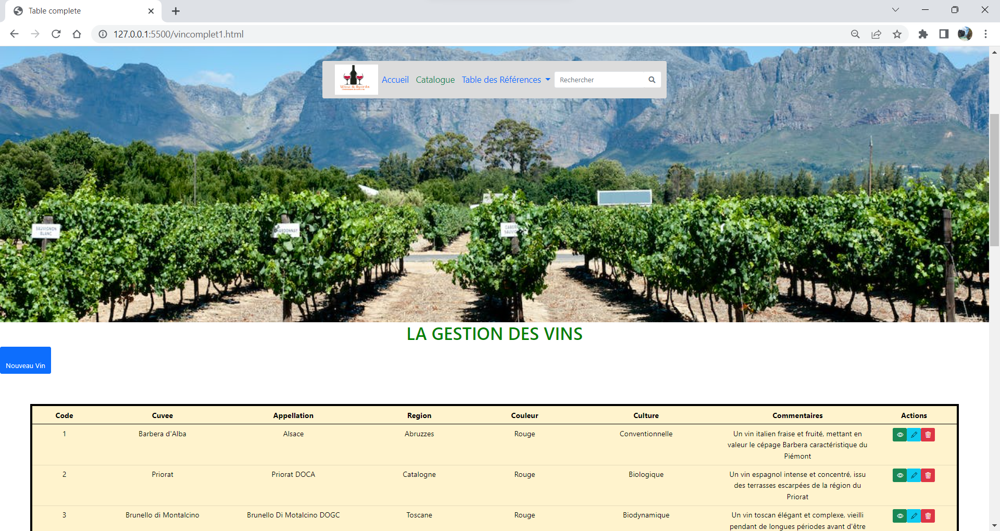 Table complete
127.0.0.1:5500/vincomplet1.html
Wine & Spirits
Accueil
Catalogue
Table des Références
Rechercher
SAUVIGNON
BLANC
CHARDONNAY
LA GESTION DES VINS
Nouveau Vin
Code Cuvee Appellation Region Couleur Culture Commentaires Actions
1 Barbera d'Alba Alsace Abruzzes Rouge Conventionnelle Un vin italien fraise et fruité, mettant en
valeur le cépage Barbera caractéristique du
Piémont
2 Priorat Priorat DOCA Catalogne Rouge Biologique Un vin espagnol intense et concentré, issu
des terrasses escarpées de la région du
Priorat
3 Brunello di Montalcino Brunello Di Motalcino DOGC Toscane Rouge Biodynamique Un vin toscan élégant et complexe, vieilli
pendant de longues périodes avant d'être